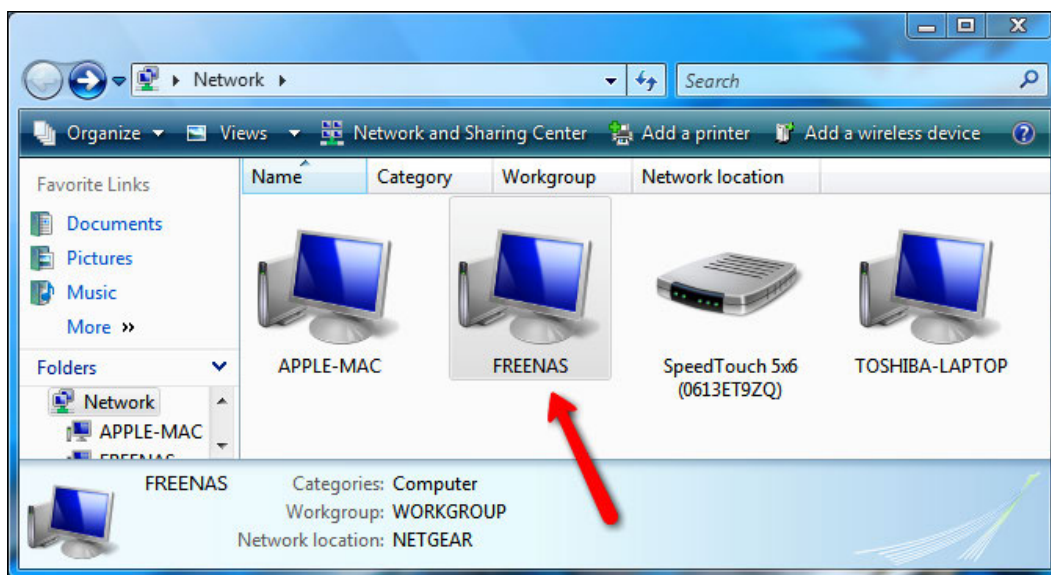 Network
Search
Organize Views Network and Sharing Center Add a printer Add a wireless device ?
Favorite Links
Documents
Pictures
Music
More »
Folders
Network
APPLE-MAC
FREENAS
Name Category Workgroup Network location
APPLE-MAC FREENAS SpeedTouch 5x6 TOSHIBA-LAPTOP
(0613ET9ZQ)
FREENAS Categories: Computer
Workgroup: WORKGROUP
Network location: NETGEAR